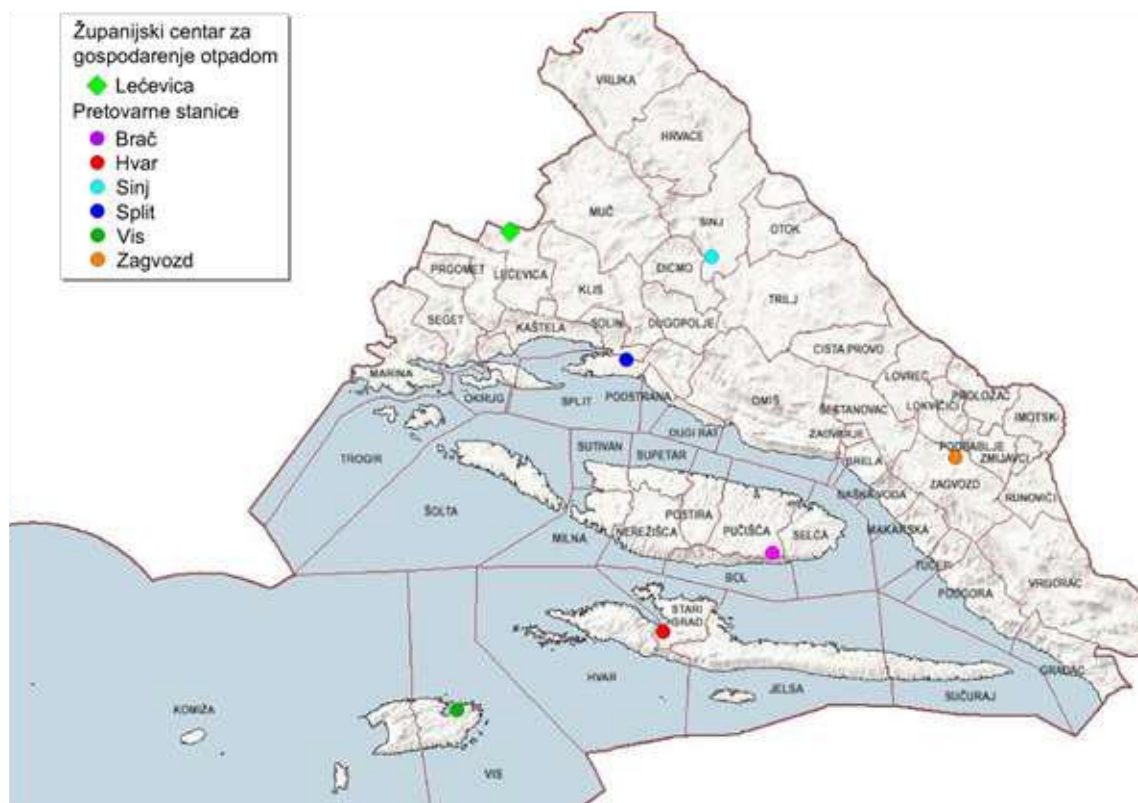 Županijski centar za
gospodarenje otpadom
Lećevica
Pretovarne stanice
Brač
Hvar
Sinj
Split
Vis
Zagvozd
VRLIKA
HRVACE
MUĆ
SINJ
OTOK
PRGOMET
LEĆEVICA
DICMO
KLIS
TRILJ
SEGET
KAŠTELA
SOLIN
DUGOPOLJE
CISTA PROVO
MARINA
LOVREĆ
OKRUG
SPLIT
PODSTRANA
OMIŠ
ŠESTANOVAC
LOKVIČIĆI
PROLOŽAC
IMOTSKI
DUGI RAT
ZADVARJE
PODBABLJE
ZMIJAVCI
TROGIR
SUTIVAN
SUPETAR
BRELA
ZAGVOZD
RUNOVIĆI
BAŠKA VODA
ŠOLTA
POSTIRA
PUČIŠĆA
SELCA
MAKARSKA
MILNA
NEREŽIŠĆA
TUČEPI
BOL
VRGORAC
PODGORA
STARI
GRAD
HVAR
GRADAC
JELSA
SUĆURAJ
KOMIŽA
VIS